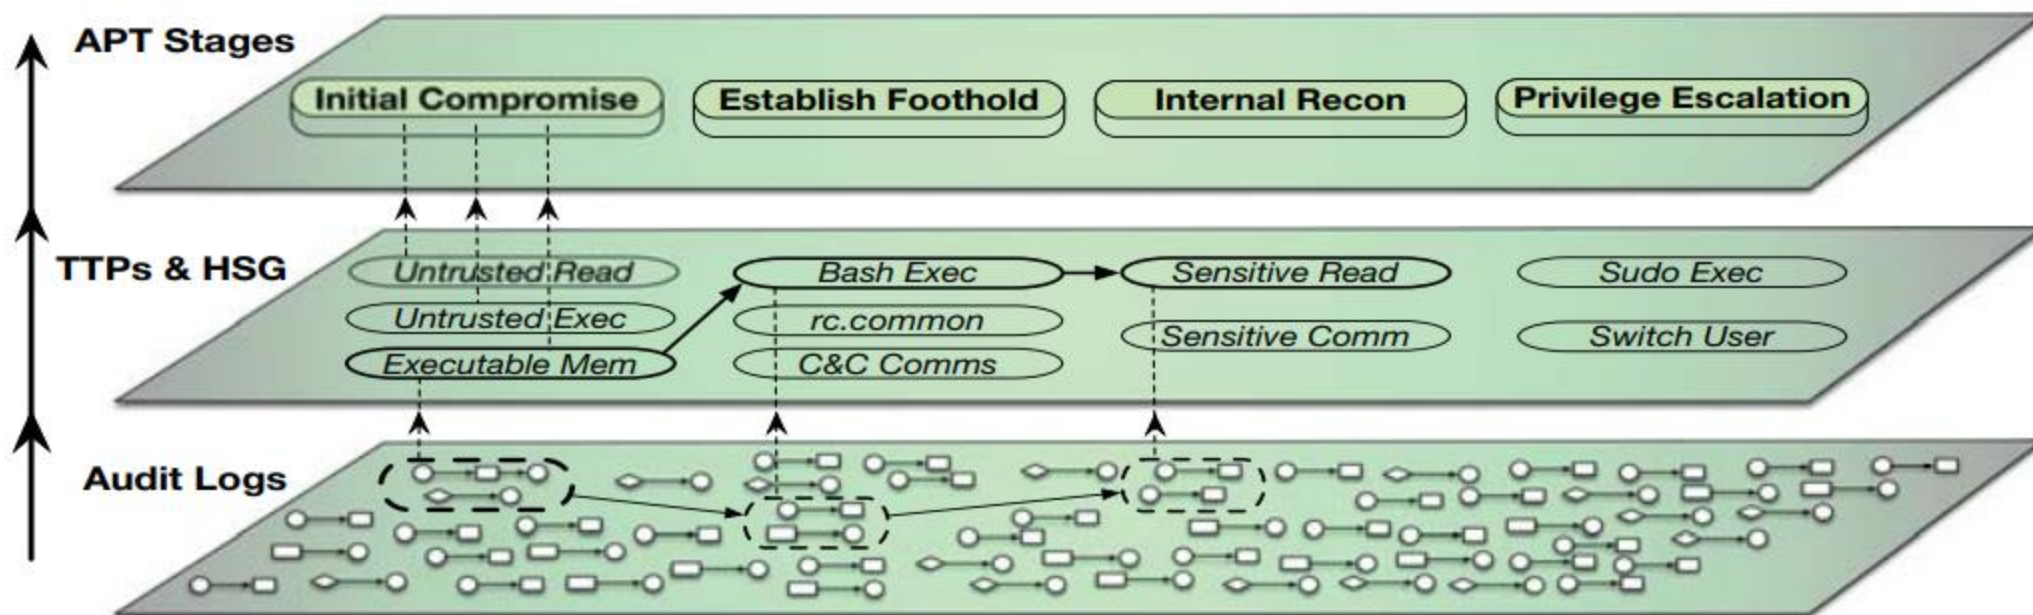 APT Stages
Initial Compromise
Establish Foothold
Internal Recon
Privilege Escalation
TTPs & HSG
Untrusted Read
Bash Exec
Sensitive Read
Sudo Exec
Untrusted Exec
rc.common
Sensitive Comm
Switch User
Executable Mem
C&C Comms
Audit Logs